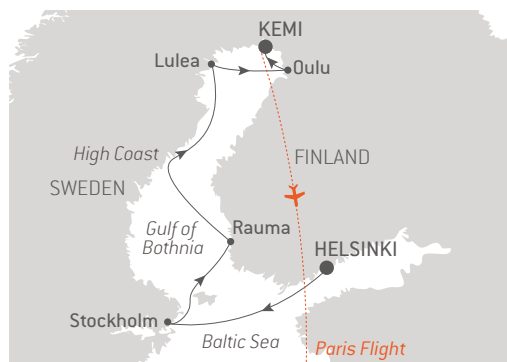 KEMI
Lulea
Oulu
High Coast
FINLAND
SWEDEN
Gulf of
Bothnia
Rauma
HELSINKI
Stockholm
Baltic Sea
Paris Flight